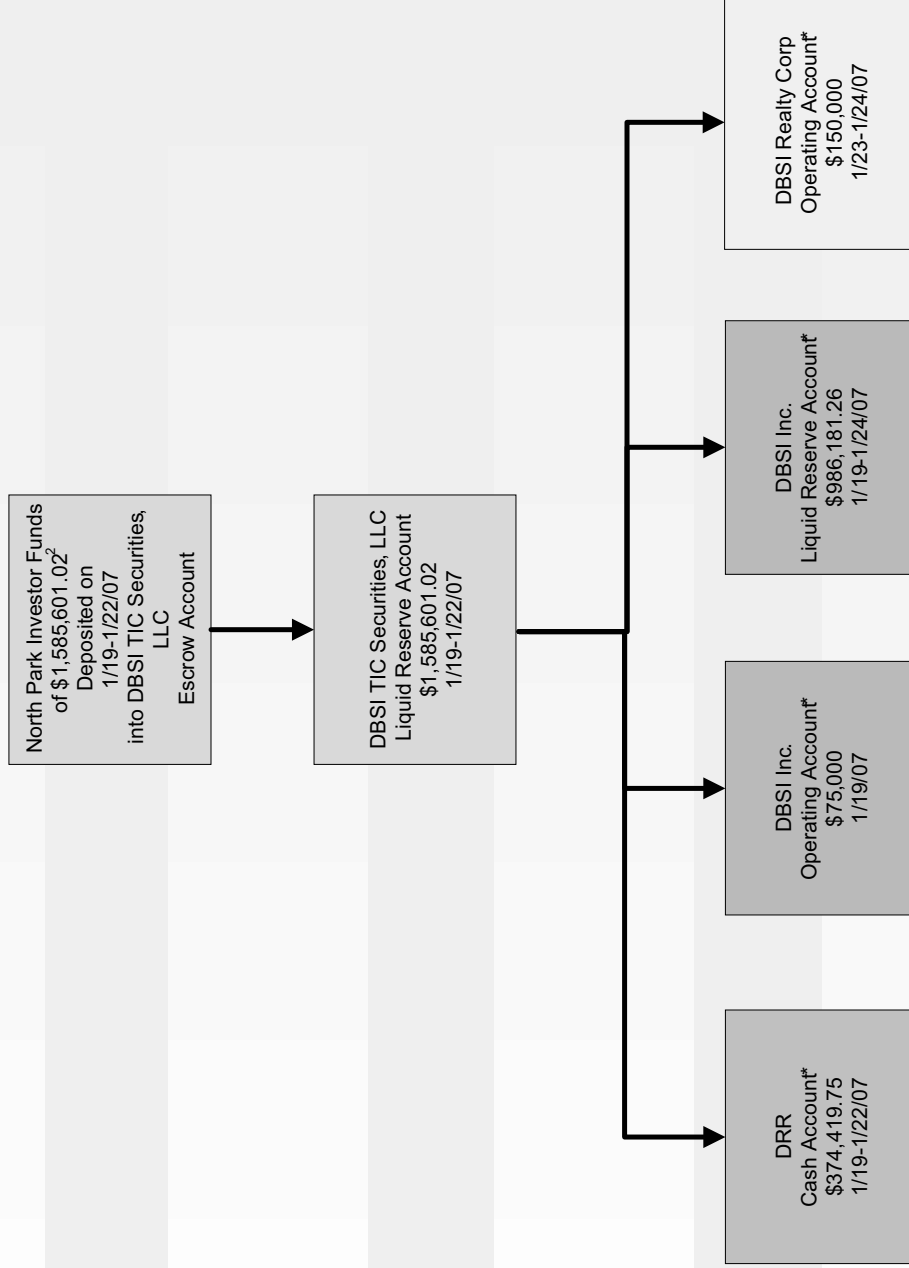 North Park Investor Funds
of $1,585,601.02²
Deposited on
1/19-1/22/07
into DBSI TIC Securities,
LLC
Escrow Account
DBSI TIC Securities, LLC
Liquid Reserve Account
$1,585,601.02
1/19-1/22/07
DRR
Cash Account*
$374,419.75
1/19-1/22/07
DBSI Inc.
Operating Account*
$75,000
1/19/07
DBSI Inc.
Liquid Reserve Account*
$986,181.26
1/19-1/24/07
DBSI Realty Corp
Operating Account*
$150,000
1/23-1/24/07